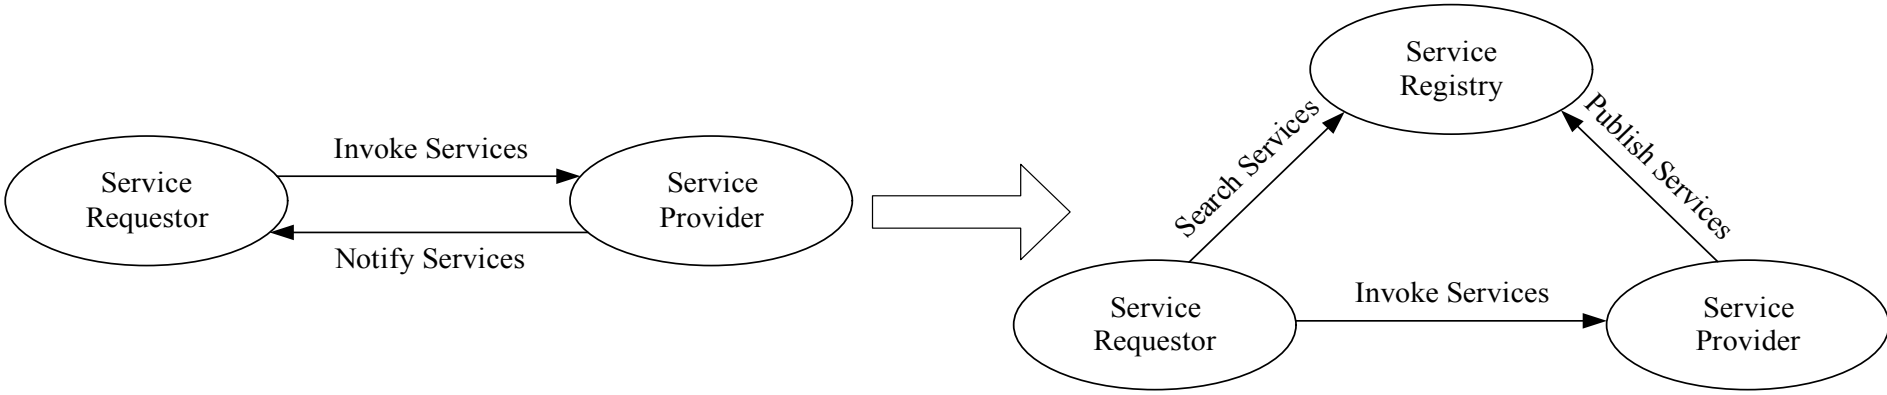 Service
Requestor
Invoke Services
Notify Services
Service
Provider
Service
Registry
Search Services
Publish Services
Service
Requestor
Invoke Services
Service
Provider